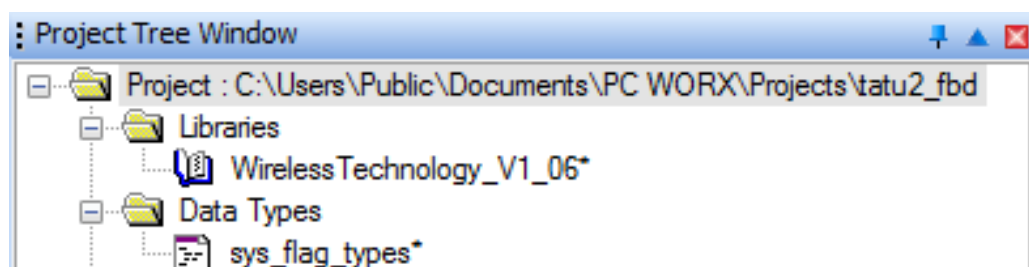 Project Tree Window
Project : C:\Users\Public\Documents\PC WORX\Projects\tatu2_fbd
Libraries
WirelessTechnology_V1_06*
Data Types
sys_flag_types*